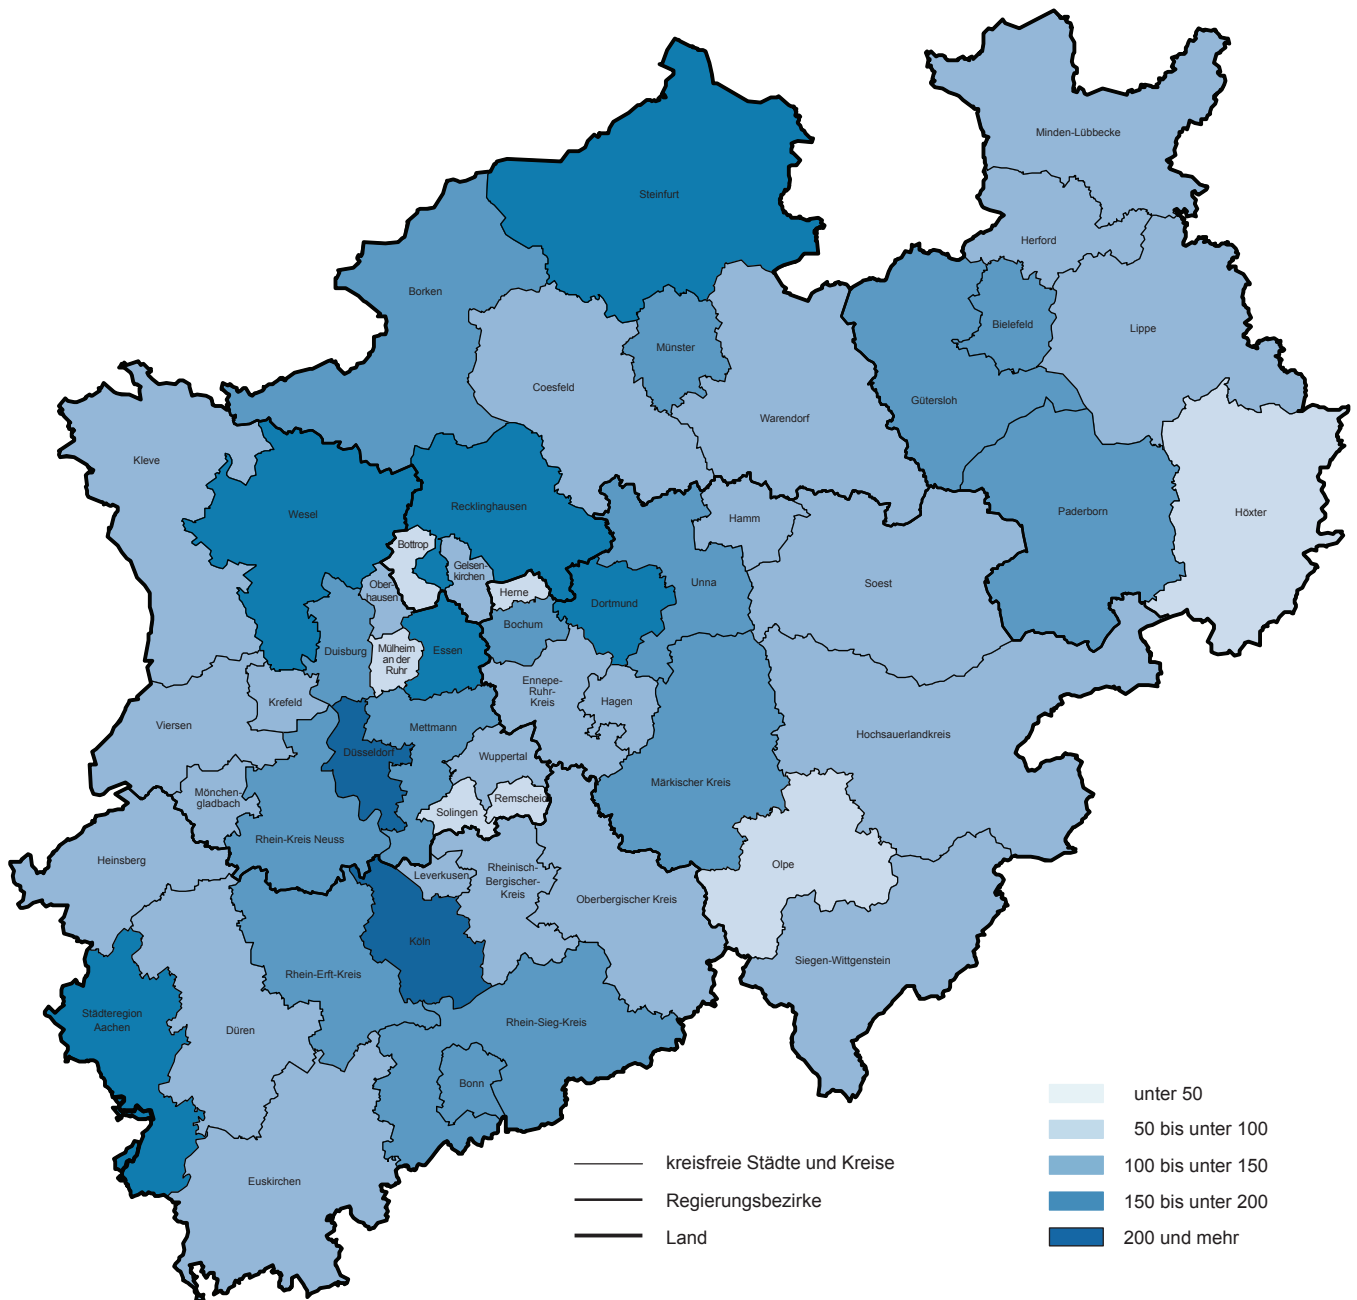 Minden-Lübbecke
Steinfurt
Herford
Borken
Bielefeld
Lippe
Münster
Coesfeld
Gütersloh
Warendorf
Kleve
Wesel
Recklinghausen
Hamm
Paderborn
Höxter
Bottrop
Gelsen-
kirchen
Ober-
hausen
Herne
Dortmund
Unna
Soest
Bochum
Duisburg
Mülheim
an der
Ruhr
Essen
Ennepe-
Ruhr-
Kreis
Hagen
Krefeld
Viersen
Mettmann
Düsseldorf
Wuppertal
Hochsauerlandkreis
Märkischer Kreis
Mönchen-
gladbach
Solingen
Remscheid
Rhein-Kreis Neuss
Heinsberg
Leverkusen
Rheinisch-
Bergischer-
Kreis
Olpe
Oberbergischer Kreis
Köln
Siegen-Wittgenstein
Rhein-Erft-Kreis
Städteregion
Aachen
Düren
Rhein-Sieg-Kreis
Bonn
Euskirchen
kreisfreie Städte und Kreise
Regierungsbezirke
Land
unter 50
50 bis unter 100
100 bis unter 150
150 bis unter 200
200 und mehr